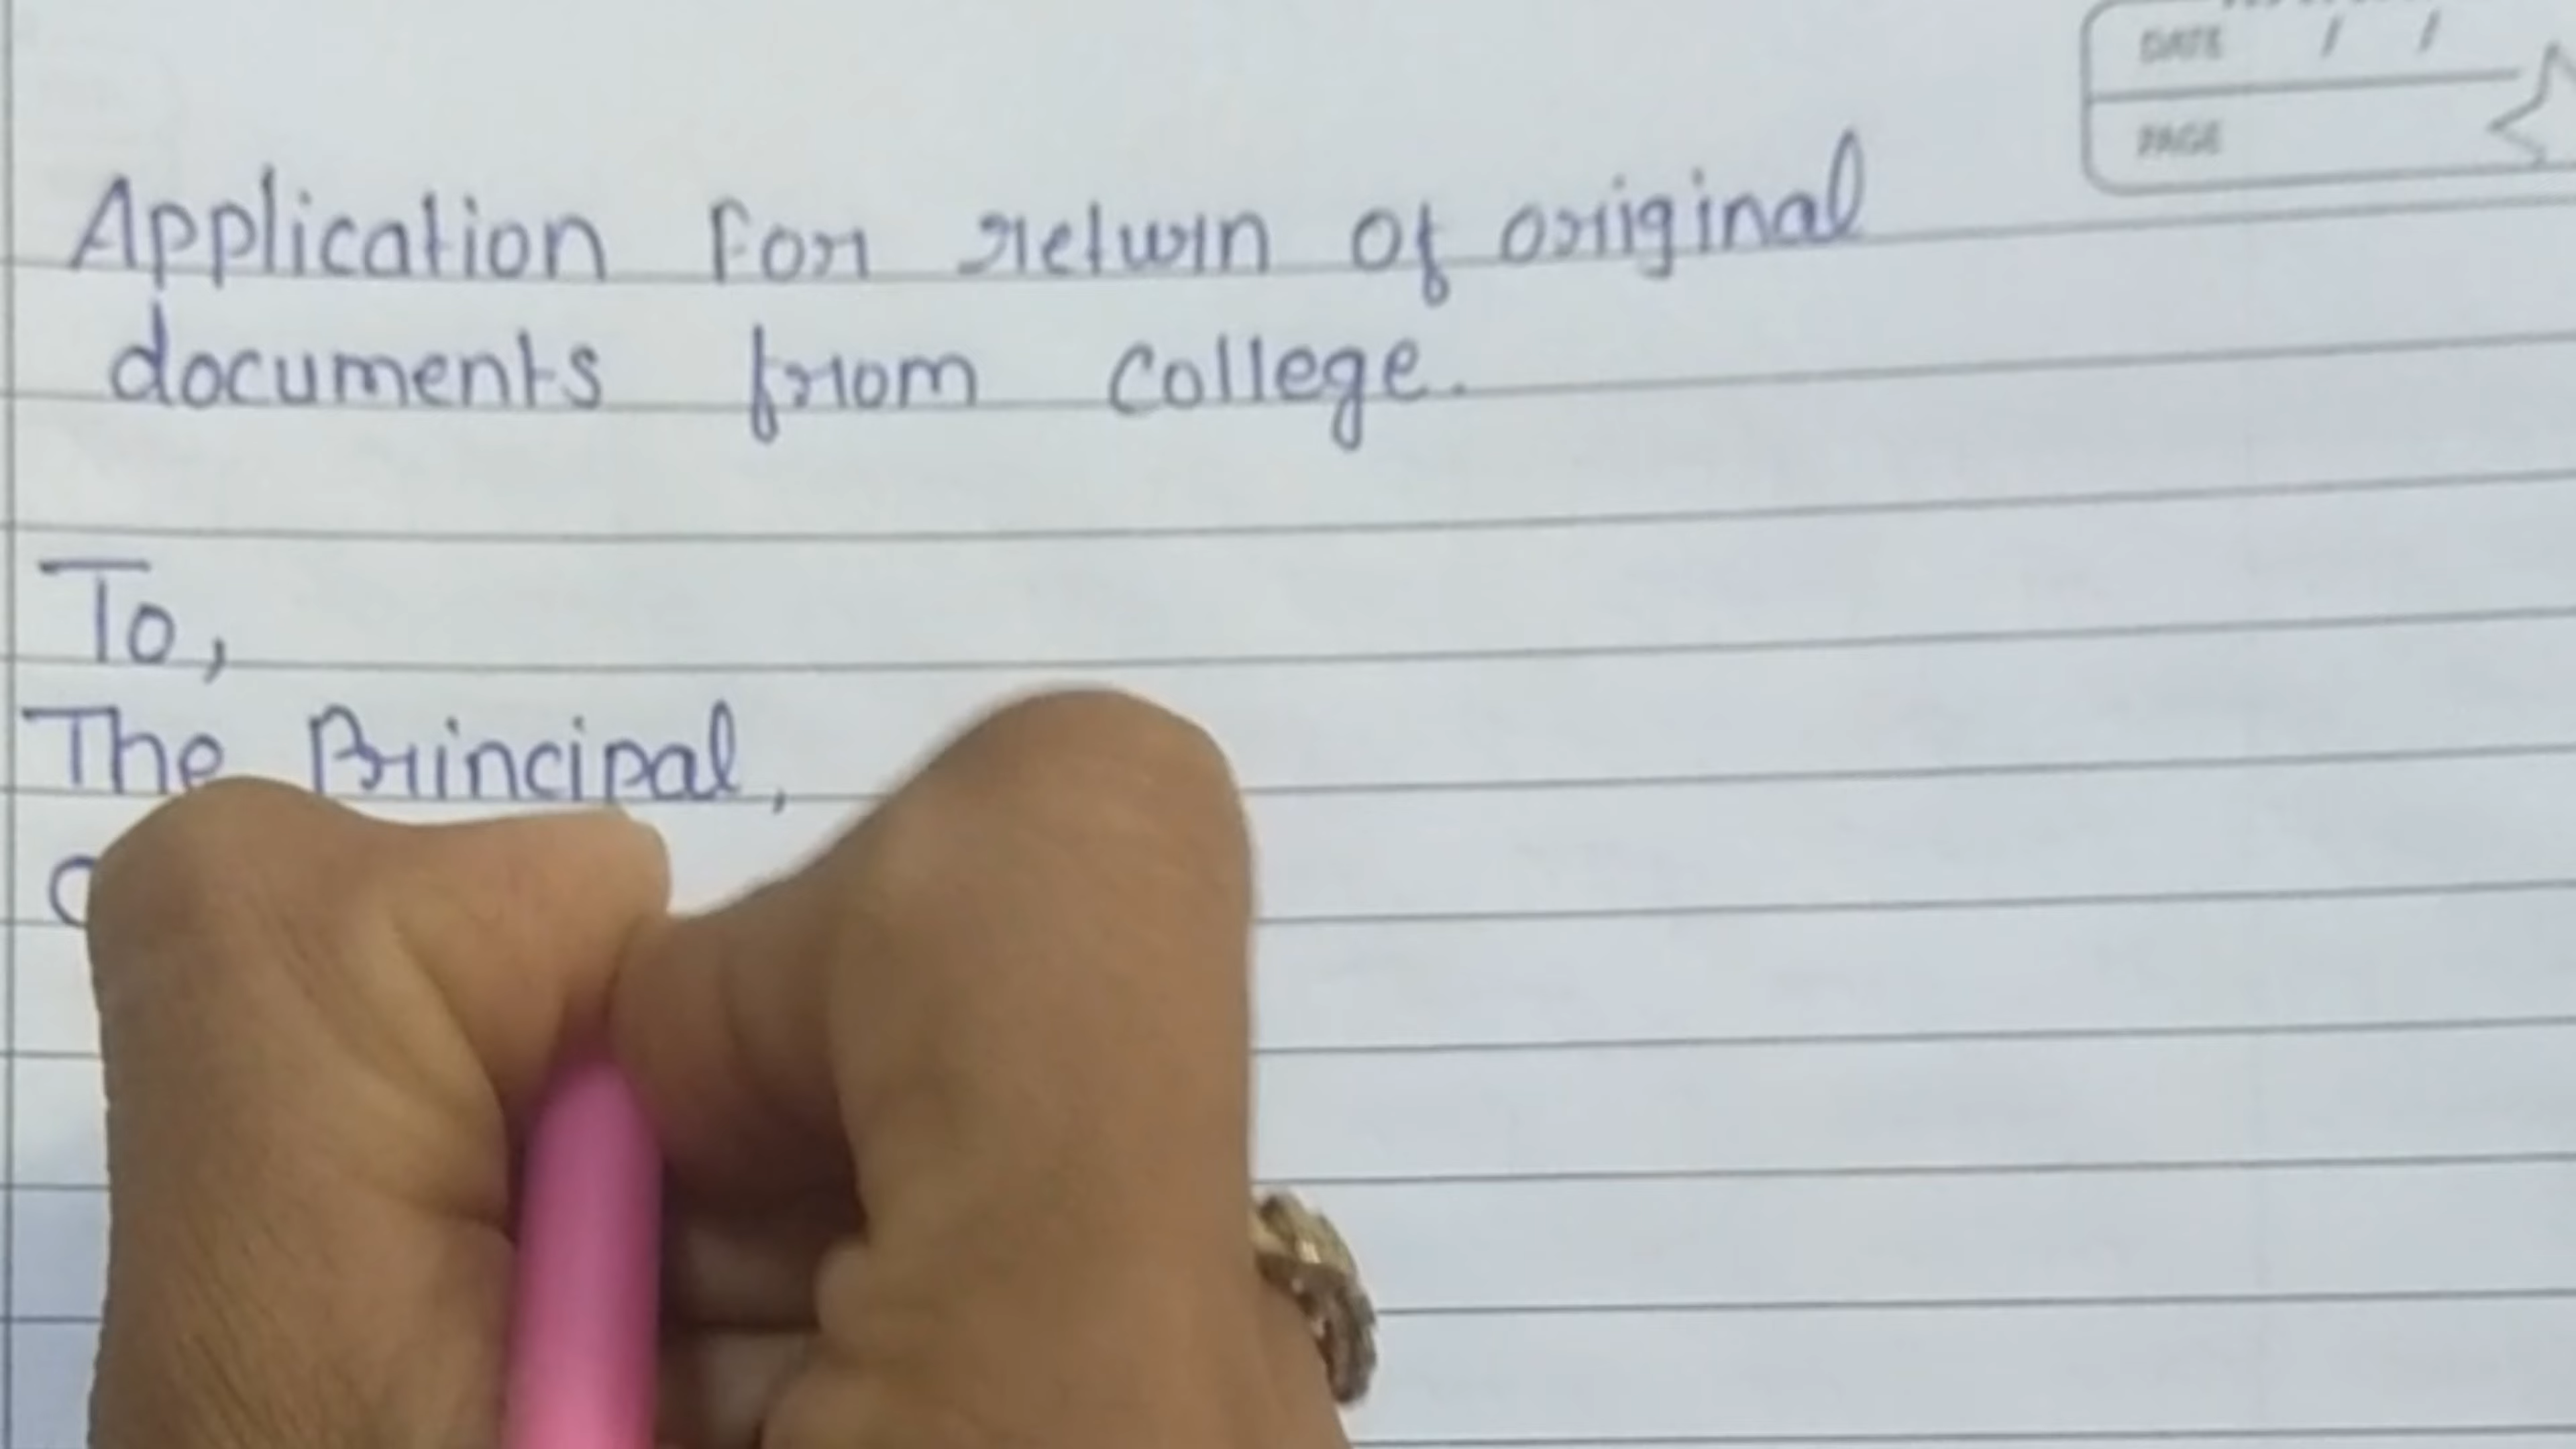 DATE / /
PAGE
Application For return of original
documents from college.
To,
The Principal,